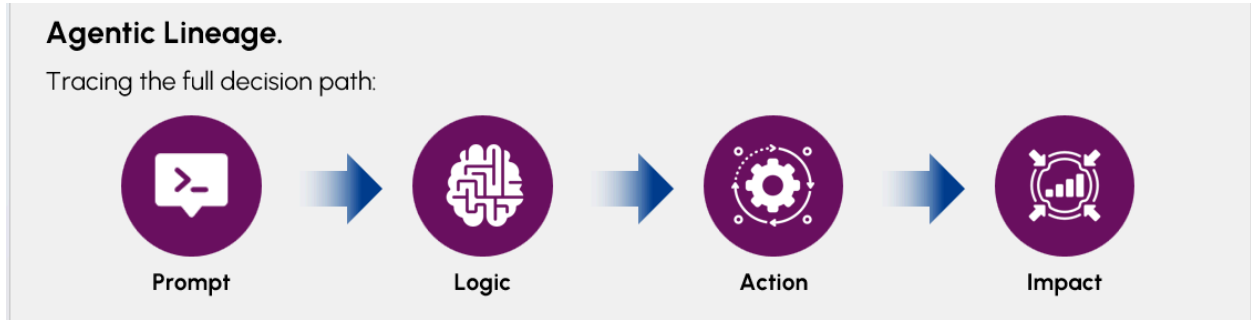 Agentic Lineage.
Tracing the full decision path:
Prompt
Logic
Action
Impact